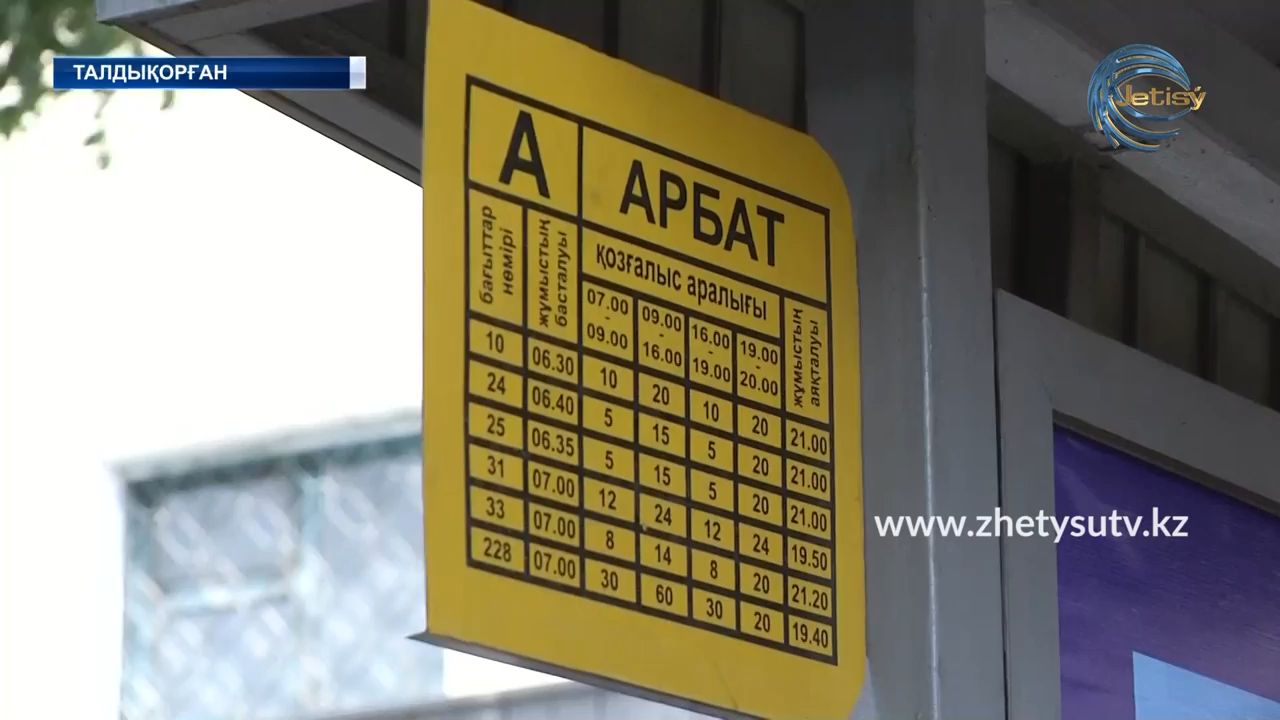 ТАЛДЫҚОРҒАН
Jetisý
А АРБАТ
бағыттар нөмірі
жұмыстың басталуы
қозғалыс аралығы
жұмыстың аяқталуы
07.00 - 09.00
09.00 - 16.00
16.00 - 19.00
19.00 - 20.00
10 06.30 10 20 10 20 21.00
24 06.40 5 15 5 20 21.00
25 06.35 5 15 5 20 21.00
31 07.00 12 24 12 24 19.50
33 07.00 8 14 8 20 21.20
228 07.00 30 60 30 20 19.40
www.zhetysutv.kz